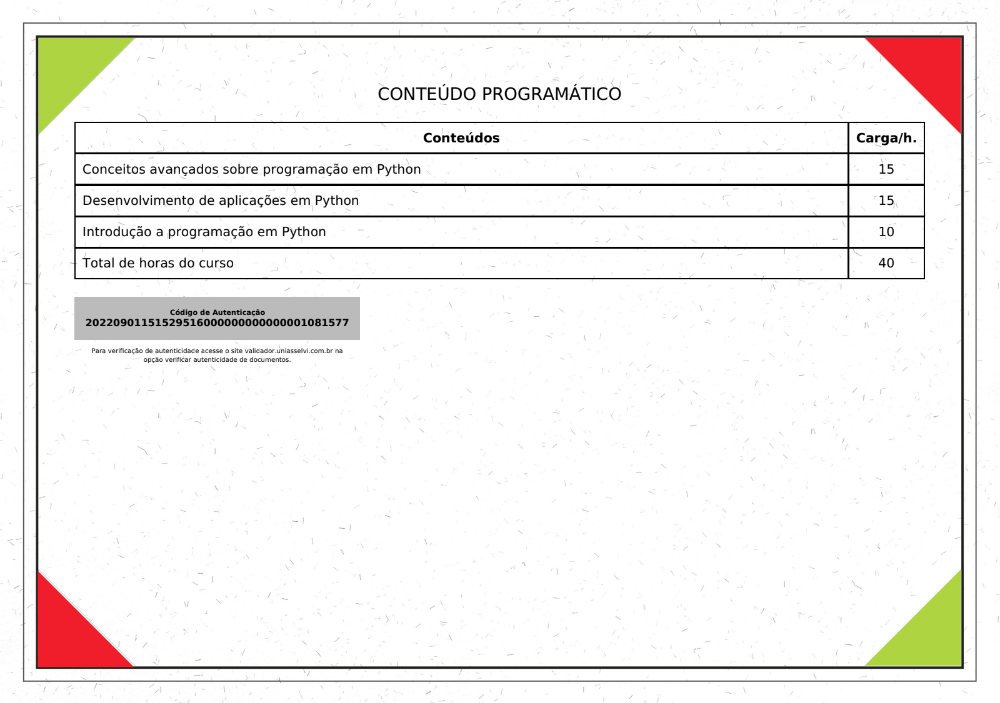 CONTEÚDO PROGRAMÁTICO
Conteúdos Carga/h.
Conceitos avançados sobre programação em Python 15
Desenvolvimento de aplicações em Python 15
Introdução a programação em Python 10
Total de horas do curso 40
Código de Autenticação
2022090115152951600000000000001081577
Para verificação de autenticidade acesse o site validador.uniasselvi.com.br na
opção verificar autenticidade de documentos.